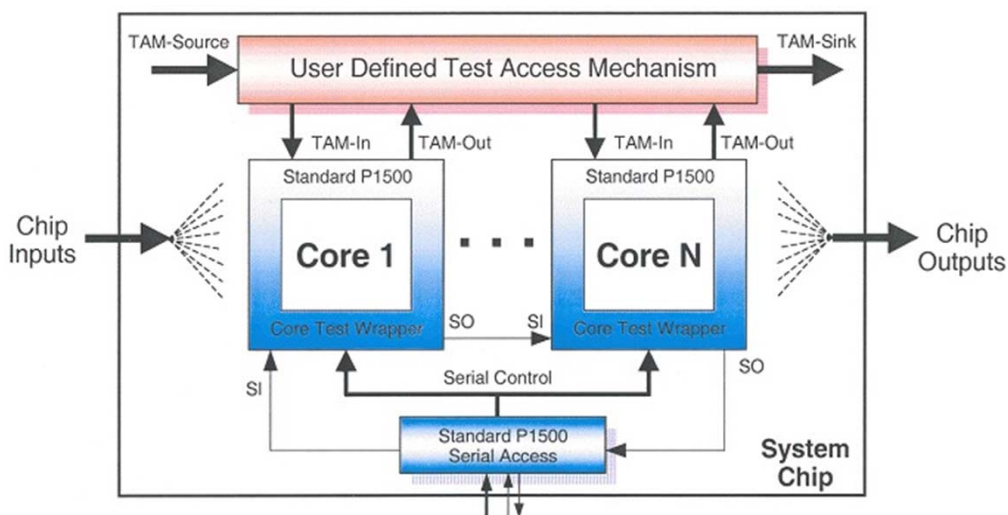 TAM-Source
User Defined Test Access Mechanism
TAM-Sink
TAM-In
TAM-Out
TAM-In
TAM-Out
Standard P1500
Standard P1500
Chip
Inputs
Core 1
Core N
Chip
Outputs
Core Test Wrapper
SO
SI
Core Test Wrapper
SI
Serial Control
SO
Standard P1500
Serial Access
System
Chip